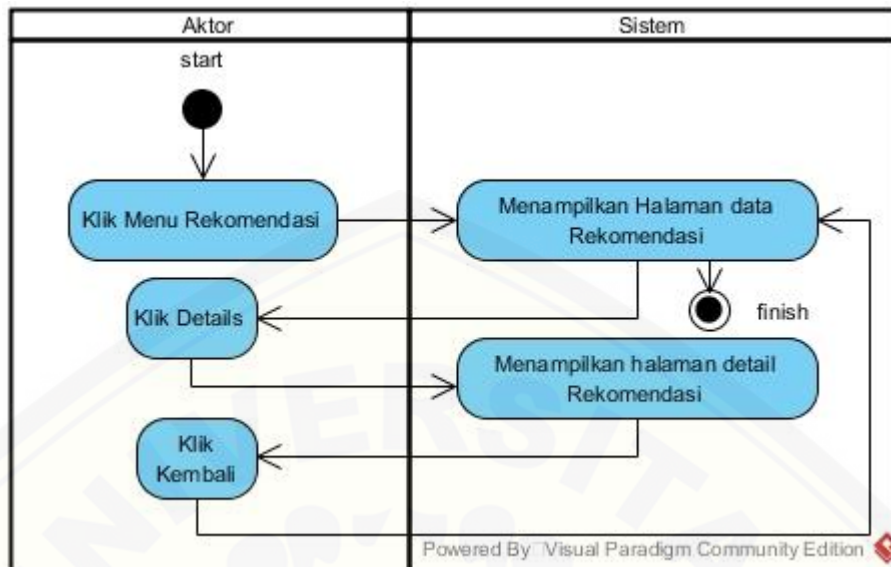 Aktor
Sistem
start
Klik Menu Rekomendasi
Menampilkan Halaman data
Rekomendasi
Klik Details
finish
Menampilkan halaman detail
Rekomendasi
Klik
Kembali
Powered By Visual Paradigm Community Edition